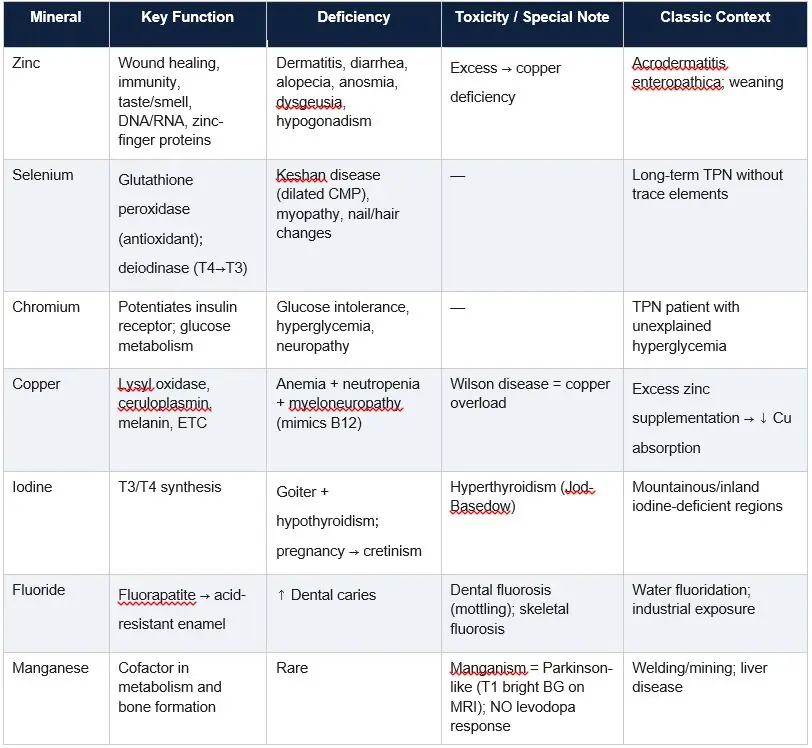 Mineral
Key Function
Deficiency
Toxicity / Special Note
Classic Context
Zinc
Wound healing,
immunity,
taste/smell,
DNA/RNA, zinc-
finger proteins
Dermatitis, diarrhea,
alopecia, anosmia,
dysgeusia,
hypogonadism
Excess → copper
deficiency
Acrodermatitis
enteropathica; weaning
Selenium
Glutathione
peroxidase
(antioxidant);
deiodinase (T4→T3)
Keshan disease
(dilated CMP),
myopathy, nail/hair
changes
—
Long-term TPN without
trace elements
Chromium
Potentiates insulin
receptor; glucose
metabolism
Glucose intolerance,
hyperglycemia,
neuropathy
—
TPN patient with
unexplained
hyperglycemia
Copper
Lysyl oxidase,
ceruloplasmin,
melanin, ETC
Anemia + neutropenia
+ myeloneuropathy
(mimics B12)
Wilson disease = copper
overload
Excess zinc
supplementation → ↓ Cu
absorption
Iodine
T3/T4 synthesis
Goiter +
hypothyroidism;
pregnancy → cretinism
Hyperthyroidism (Jod-
Basedow)
Mountainous/inland
iodine-deficient regions
Fluoride
Fluorapatite → acid-
resistant enamel
↑ Dental caries
Dental fluorosis
(mottling); skeletal
fluorosis
Water fluoridation;
industrial exposure
Manganese
Cofactor in
metabolism and
bone formation
Rare
Manganism = Parkinson-
like (T1 bright BG on
MRI); NO levodopa
response
Welding/mining; liver
disease